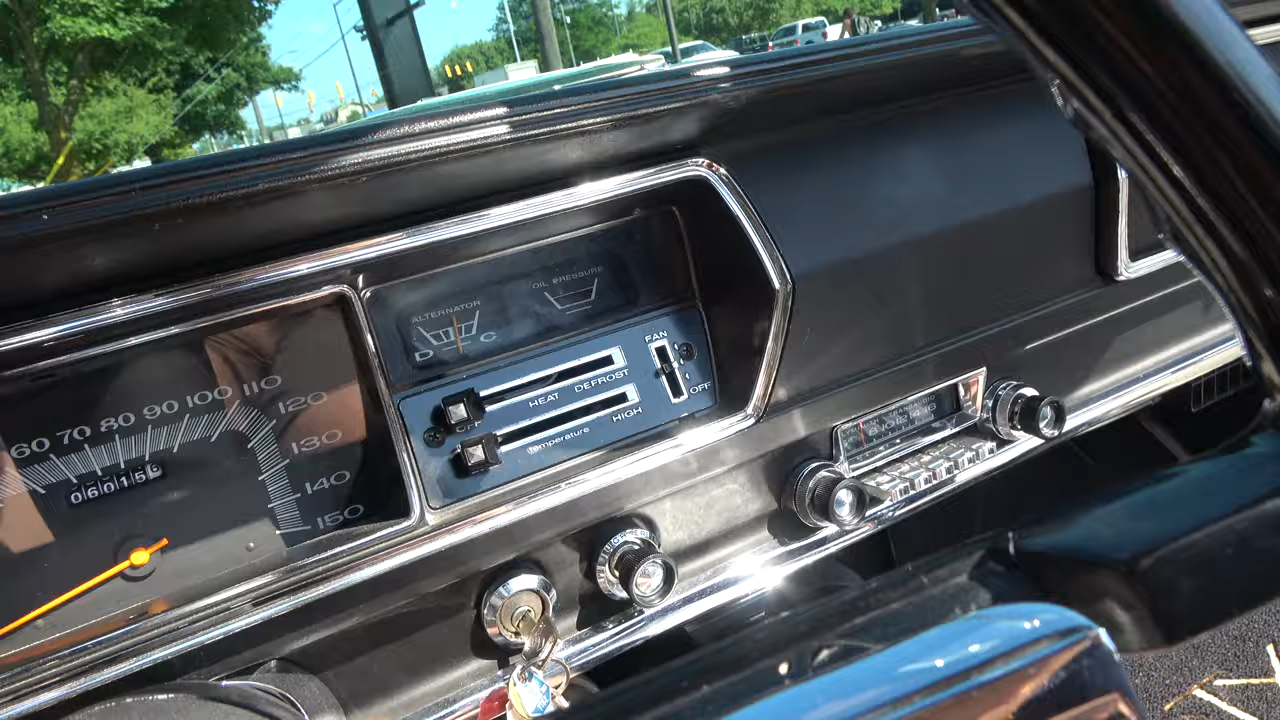 ALTERNATOR
OIL PRESSURE
D C
FAN
OFF
HEAT DEFROST
OFF
temperature HIGH
60 70 80 90 100 110 120 130 140 150
06015